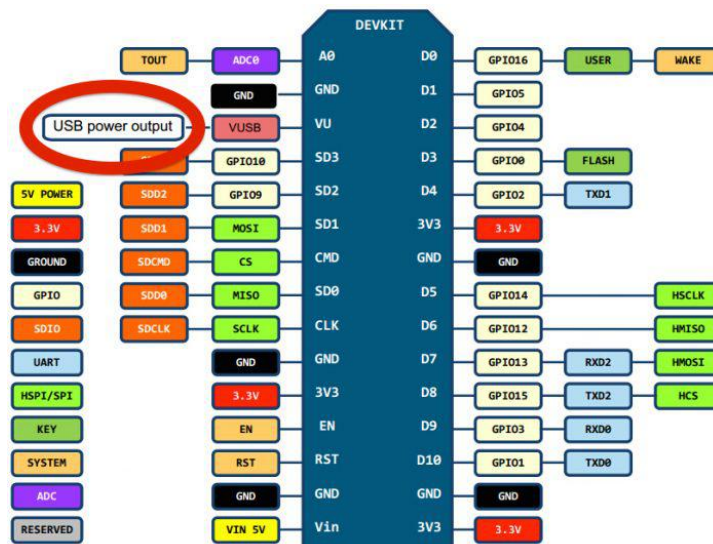 DEVKIT
TOUT ADC0 A0 D0 GPIO16 USER WAKE
GND GND D1 GPIO5
USB power output VUSB VU D2 GPIO4
GPIO10 SD3 D3 GPIO0 FLASH
5V POWER SDD2 GPIO9 SD2 D4 GPIO2 TXD1
3.3V SDD1 MOSI SD1 3V3 3.3V
GROUND SDCMD CS CMD GND GND
GPIO SDD0 MISO SD0 D5 GPIO14 HSCLK
SDIO SDCLK SCLK CLK D6 GPIO12 HMISO
UART GND GND D7 GPIO13 RXD2 HMOSI
HSPI/SPI 3.3V 3V3 D8 GPIO15 TXD2 HCS
KEY EN EN D9 GPIO3 RXD0
SYSTEM RST RST D10 GPIO1 TXD0
ADC GND GND GND GND
RESERVED VIN 5V Vin 3V3 3.3V